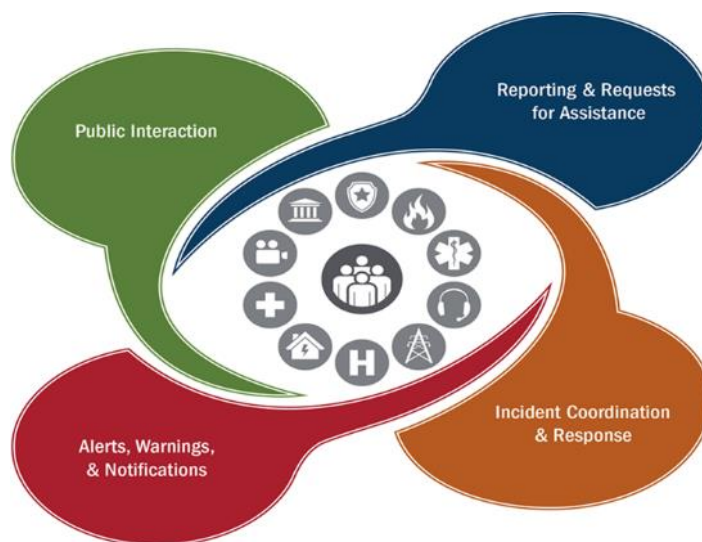 Public Interaction
Reporting & Requests
for Assistance
Alerts, Warnings,
& Notifications
Incident Coordination
& Response
H